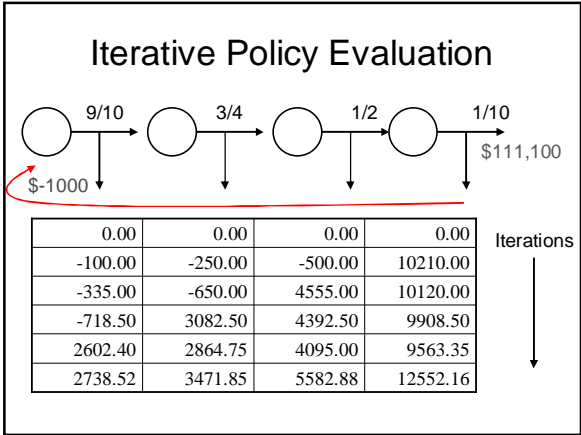 Iterative Policy Evaluation
9/10 3/4 1/2 1/10
$111,100
$-1000
0.00 0.00 0.00 0.00
Iterations
-100.00 -250.00 -500.00 10210.00
-335.00 -650.00 4555.00 10120.00
-718.50 3082.50 4392.50 9908.50
2602.40 2864.75 4095.00 9563.35
2738.52 3471.85 5582.88 12552.16